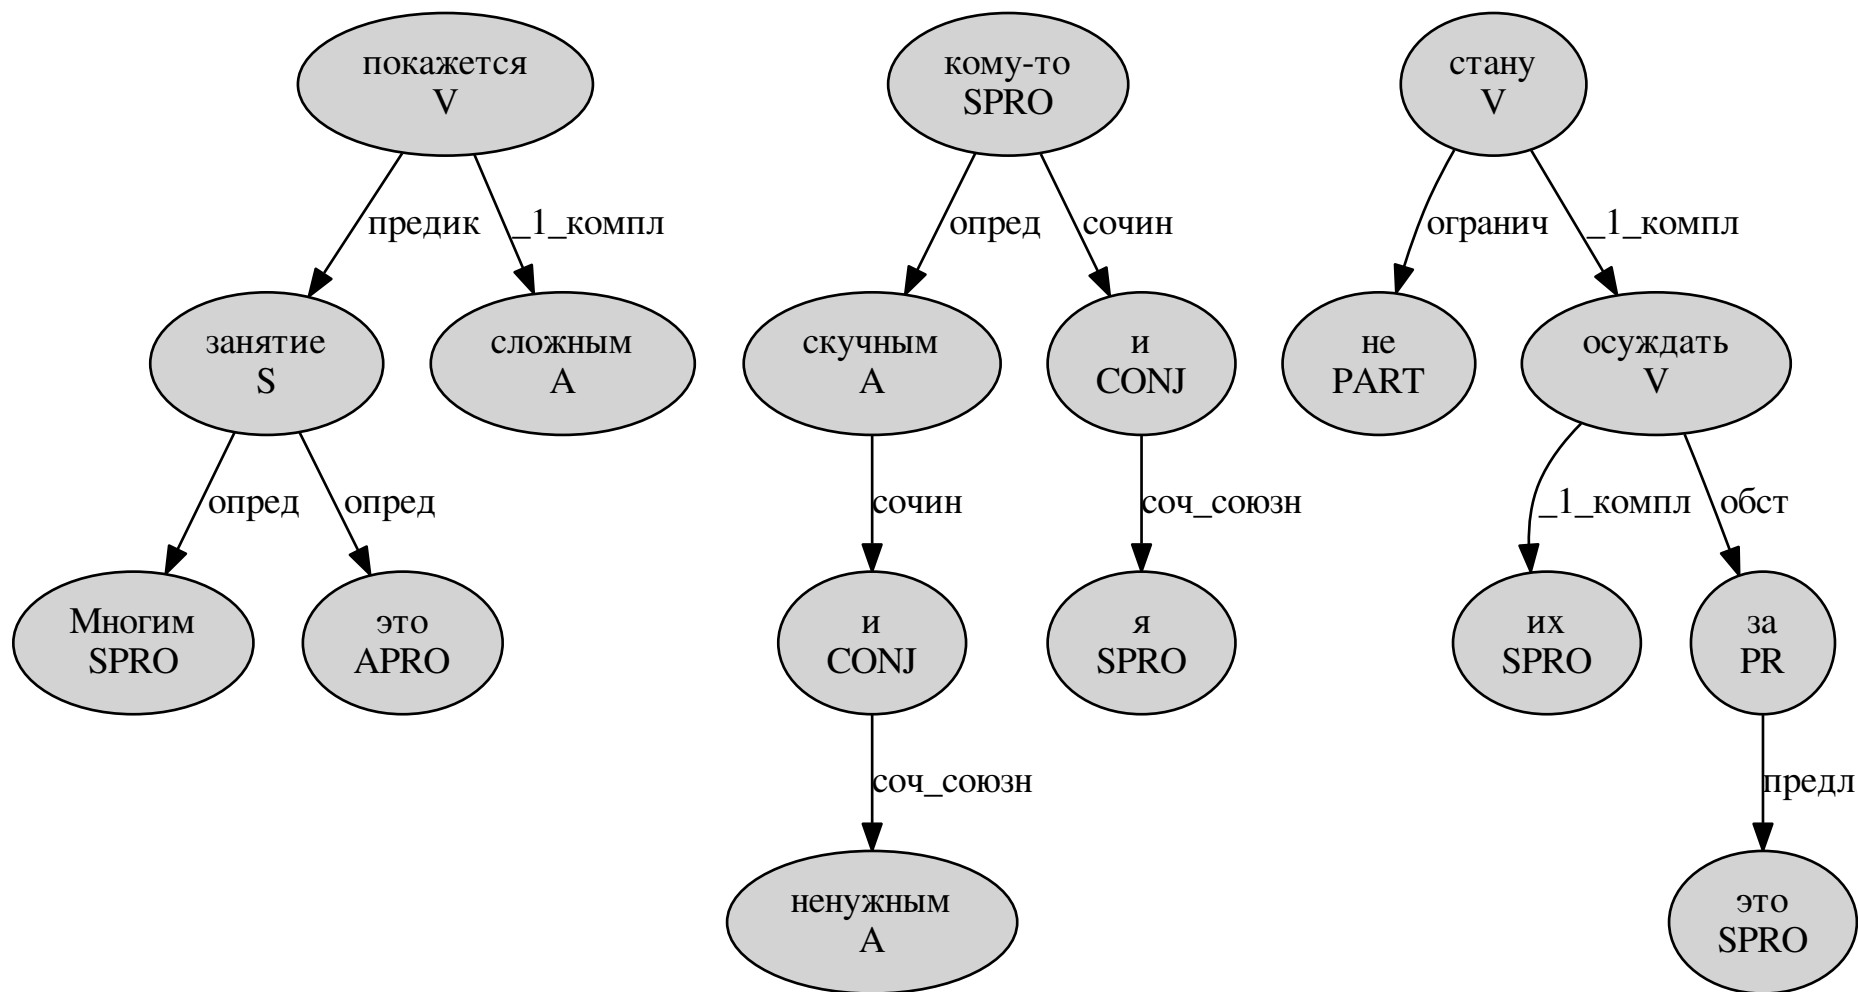 покажется
V
кому-то
SPRO
стану
V
предик
_1_компл
опред
сочин
огранич
_1_компл
занятие
S
сложным
A
скучным
A
и
CONJ
не
PART
осуждать
V
опред
опред
сочин
соч_союзн
_1_компл
обст
Многим
SPRO
это
APRO
и
CONJ
я
SPRO
их
SPRO
за
PR
соч_союзн
предл
ненужным
A
это
SPRO